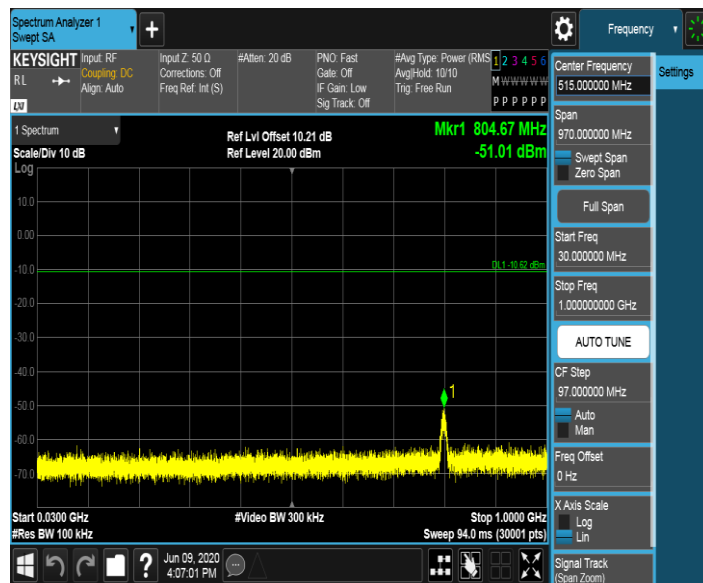 Spectrum Analyzer 1
Swept SA
Frequency
Settings
KEYSIGHT
RL
LXI
Input: RF
Coupling: DC
Align: Auto
Input Z: 50 Ω
Corrections: Off
Freq Ref: Int (S)
#Atten: 20 dB
PNO: Fast
Gate: Off
IF Gain: Low
Sig Track: Off
#Avg Type: Power (RMS
Avg|Hold: 10/10
Trig: Free Run
1 2 3 4 5 6
M W W W W W
P P P P P P
1 Spectrum
Scale/Div 10 dB
Log
Ref Lvl Offset 10.21 dB
Ref Level 20.00 dBm
Mkr1 804.67 MHz
-51.01 dBm
10.0
0.00
-10.0
-20.0
-30.0
-40.0
-50.0
-60.0
-70.0
DL1 -10.62 dBm
1
Start 0.0300 GHz
#Res BW 100 kHz
#Video BW 300 kHz
Stop 1.0000 GHz
Sweep 94.0 ms (30001 pts)
Center Frequency
515.000000 MHz
Span
970.000000 MHz
Swept Span
Zero Span
Full Span
Start Freq
30.000000 MHz
Stop Freq
1.000000000 GHz
AUTO TUNE
CF Step
97.000000 MHz
Auto
Man
Freq Offset
0 Hz
X Axis Scale
Log
Lin
Signal Track
(Span Zoom)
?
Jun 09, 2020
4:07:01 PM